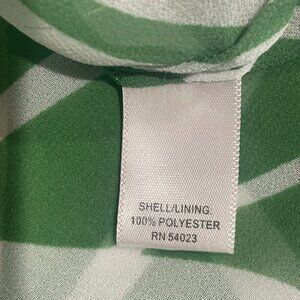 SHELL/LINING:
100% POLYESTER
RN 54023